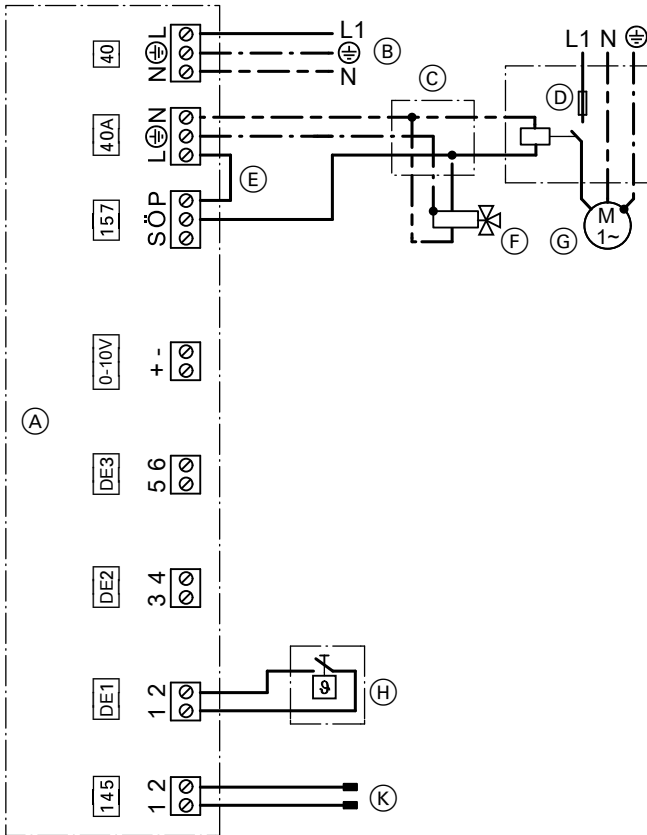 40
L
⏚
N
L1
⏚
N
B
40A
N
⏚
L
C
D
L1 N ⏚
E
157
P
Ö
S
F
G
M
1~
0-10V
-
+
A
DE3
6
5
DE2
4
3
DE1
2
1
ϑ
H
145
2
1
K